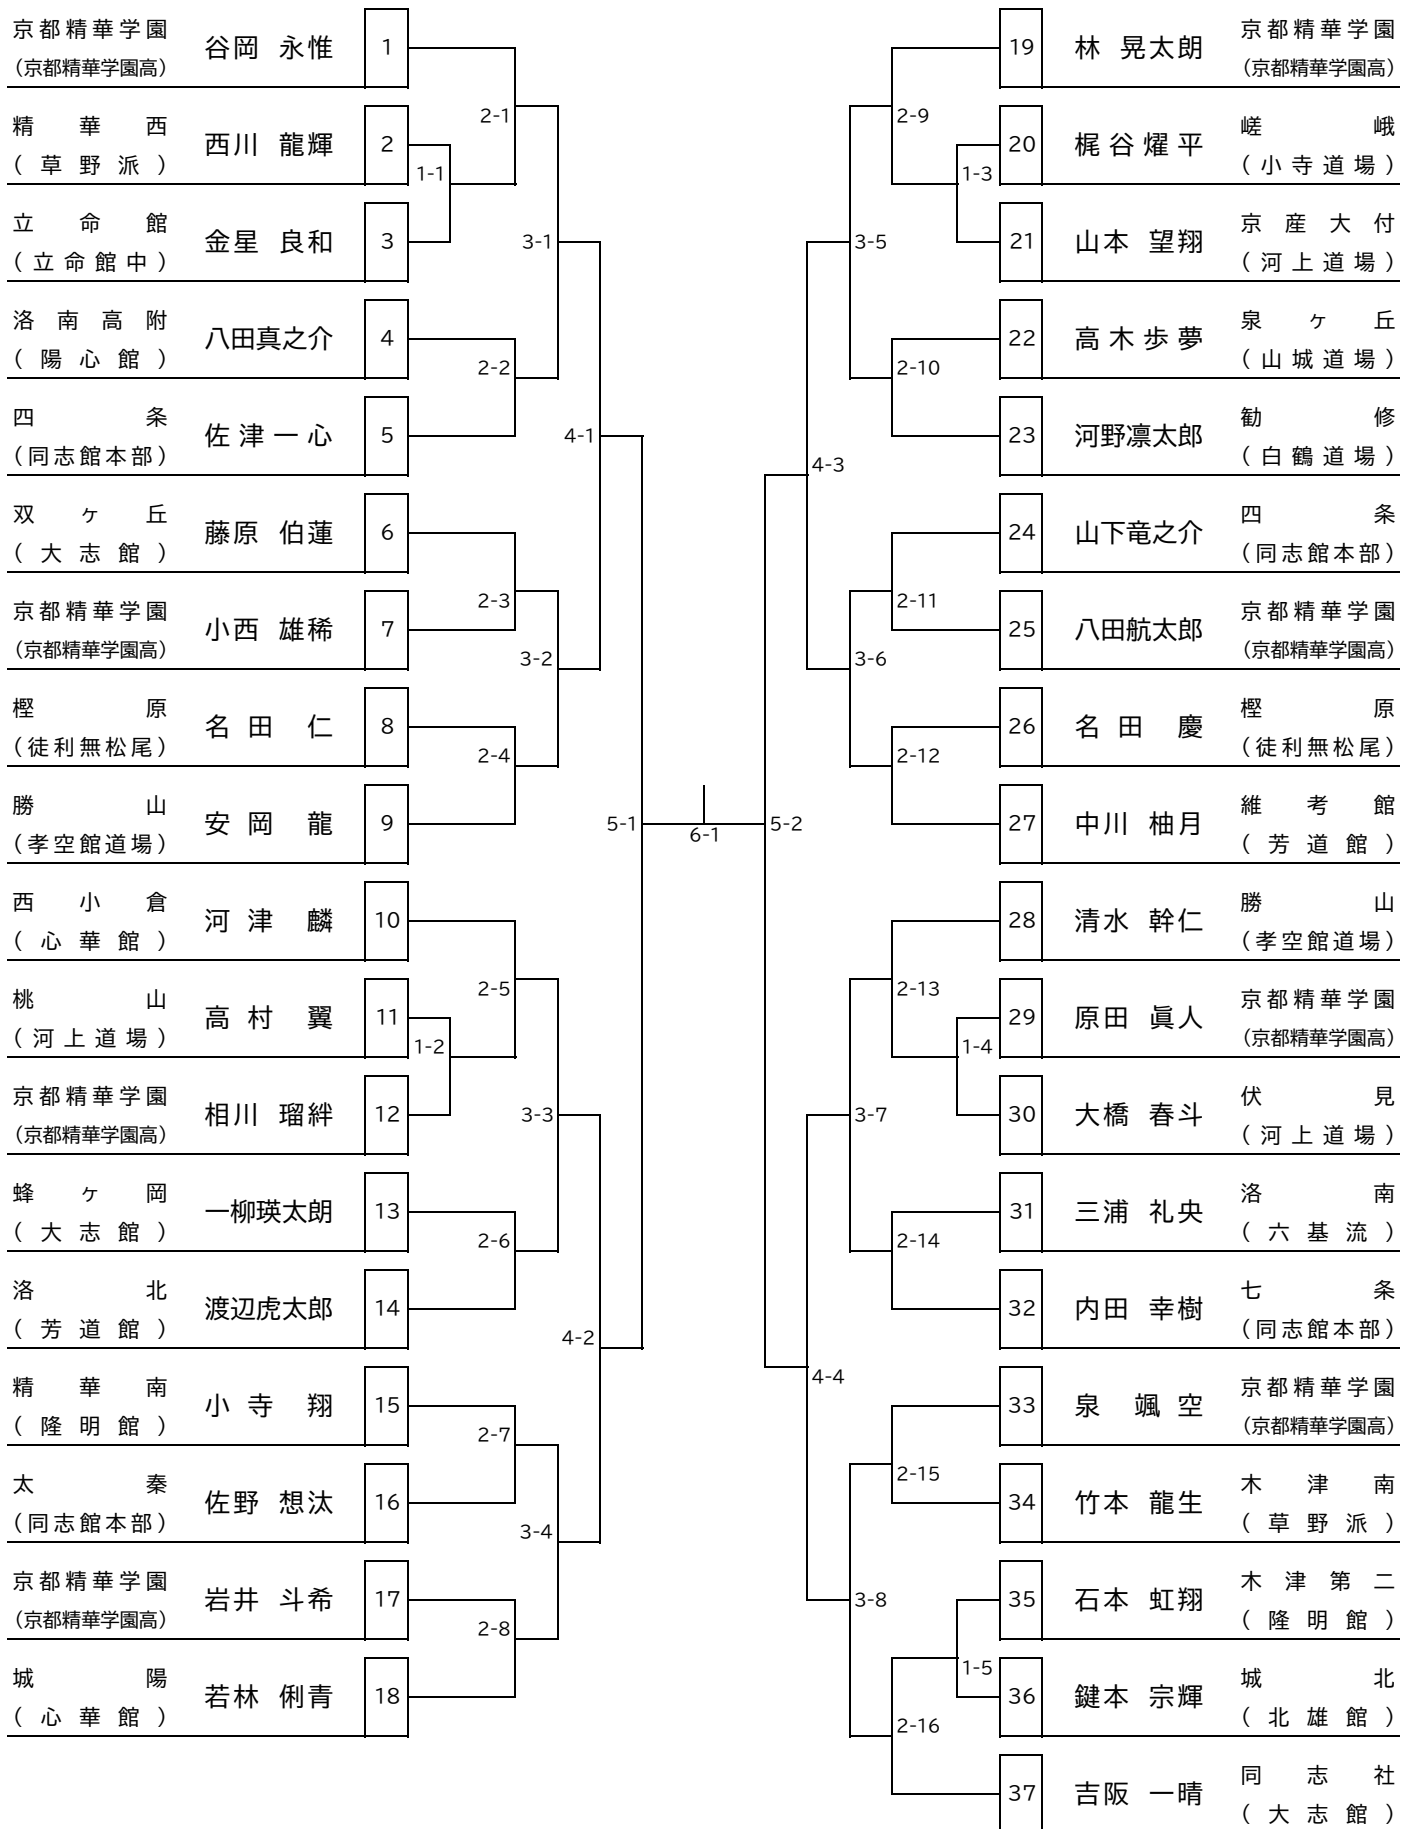 京都精華学園
(京都精華学園高)
谷岡 永惟
1
精華西
(草野派)
西川 龍輝
2
立命館
(立命館中)
金星 良和
3
洛南高附
(陽心館)
八田真之介
4
四条
(同志館本部)
佐津一心
5
双ヶ丘
(大志館)
藤原 伯蓮
6
京都精華学園
(京都精華学園高)
小西 雄稀
7
樫原
(徒利無松尾)
名田 仁
8
勝山
(孝空館道場)
安岡 龍
9
西小倉
(心華館)
河津 麟
10
桃山
(河上道場)
高村 翼
11
京都精華学園
(京都精華学園高)
相川 瑠絆
12
蜂ヶ岡
(大志館)
一柳瑛太朗
13
洛北
(芳道館)
渡辺虎太郎
14
精華南
(隆明館)
小寺 翔
15
太秦
(同志館本部)
佐野 想汰
16
京都精華学園
(京都精華学園高)
岩井 斗希
17
城陽
(心華館)
若林 俐青
18
1-1
1-2
2-1
2-2
2-3
2-4
2-5
2-6
2-7
2-8
3-1
3-2
3-3
3-4
4-1
4-2
5-1
6-1
5-2
4-3
4-4
3-5
3-6
3-7
3-8
2-9
2-10
2-11
2-12
2-13
2-14
2-15
2-16
1-3
1-4
1-5
19
林 晃太朗
京都精華学園
(京都精華学園高)
20
梶谷燿平
嵯峨
(小寺道場)
21
山本 望翔
京産大付
(河上道場)
22
高木歩夢
泉ヶ丘
(山城道場)
23
河野凛太郎
勧修
(白鶴道場)
24
山下竜之介
四条
(同志館本部)
25
八田航太郎
京都精華学園
(京都精華学園高)
26
名田 慶
樫原
(徒利無松尾)
27
中川 柚月
維考館
(芳道館)
28
清水 幹仁
勝山
(孝空館道場)
29
原田 眞人
京都精華学園
(京都精華学園高)
30
大橋 春斗
伏見
(河上道場)
31
三浦 礼央
洛南
(六基流)
32
内田 幸樹
七条
(同志館本部)
33
泉 颯空
京都精華学園
(京都精華学園高)
34
竹本 龍生
木津南
(草野派)
35
石本 虹翔
木津第二
(隆明館)
36
鍵本 宗輝
城北
(北雄館)
37
吉阪 一晴
同志社
(大志館)